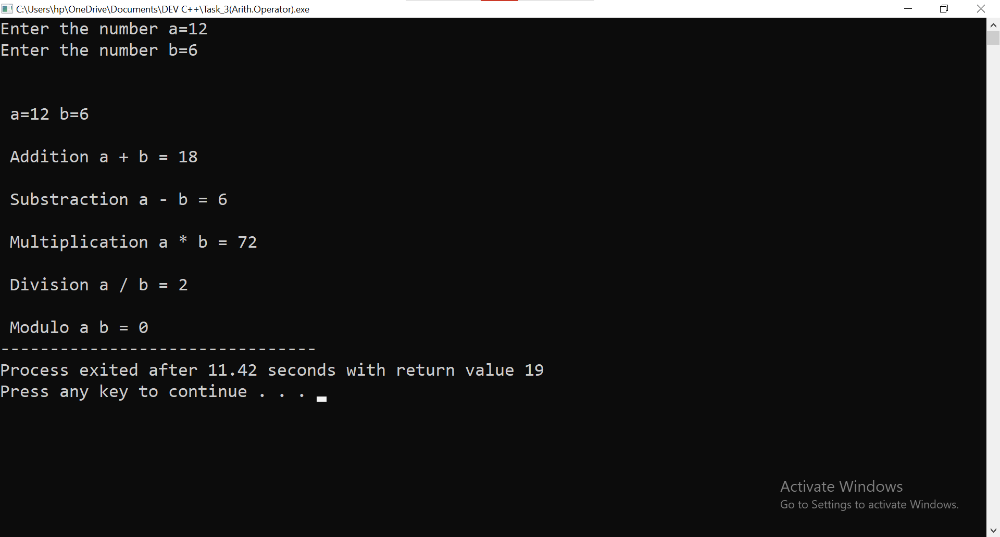 C:\Users\hp\OneDrive\Documents\DEV C++\Task_3(Arith.Operator).exe
Enter the number a=12
Enter the number b=6
a=12 b=6
Addition a + b = 18
Substraction a - b = 6
Multiplication a * b = 72
Division a / b = 2
Modulo a b = 0
--------------------------------
Process exited after 11.42 seconds with return value 19
Press any key to continue . . .
Activate Windows
Go to Settings to activate Windows.